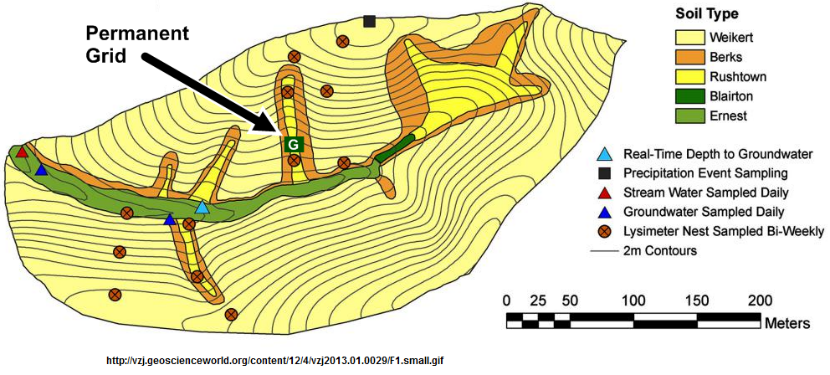 Permanent
Grid
G
Soil Type
Weikert
Berks
Rushtown
Blairton
Ernest
Real-Time Depth to Groundwater
Precipitation Event Sampling
Stream Water Sampled Daily
Groundwater Sampled Daily
Lysimeter Nest Sampled Bi-Weekly
2m Contours
0 25 50 100 150 200
Meters
http://vzj.geoscienceworld.org/content/12/4/vzj2013.01.0029/F1.small.gif